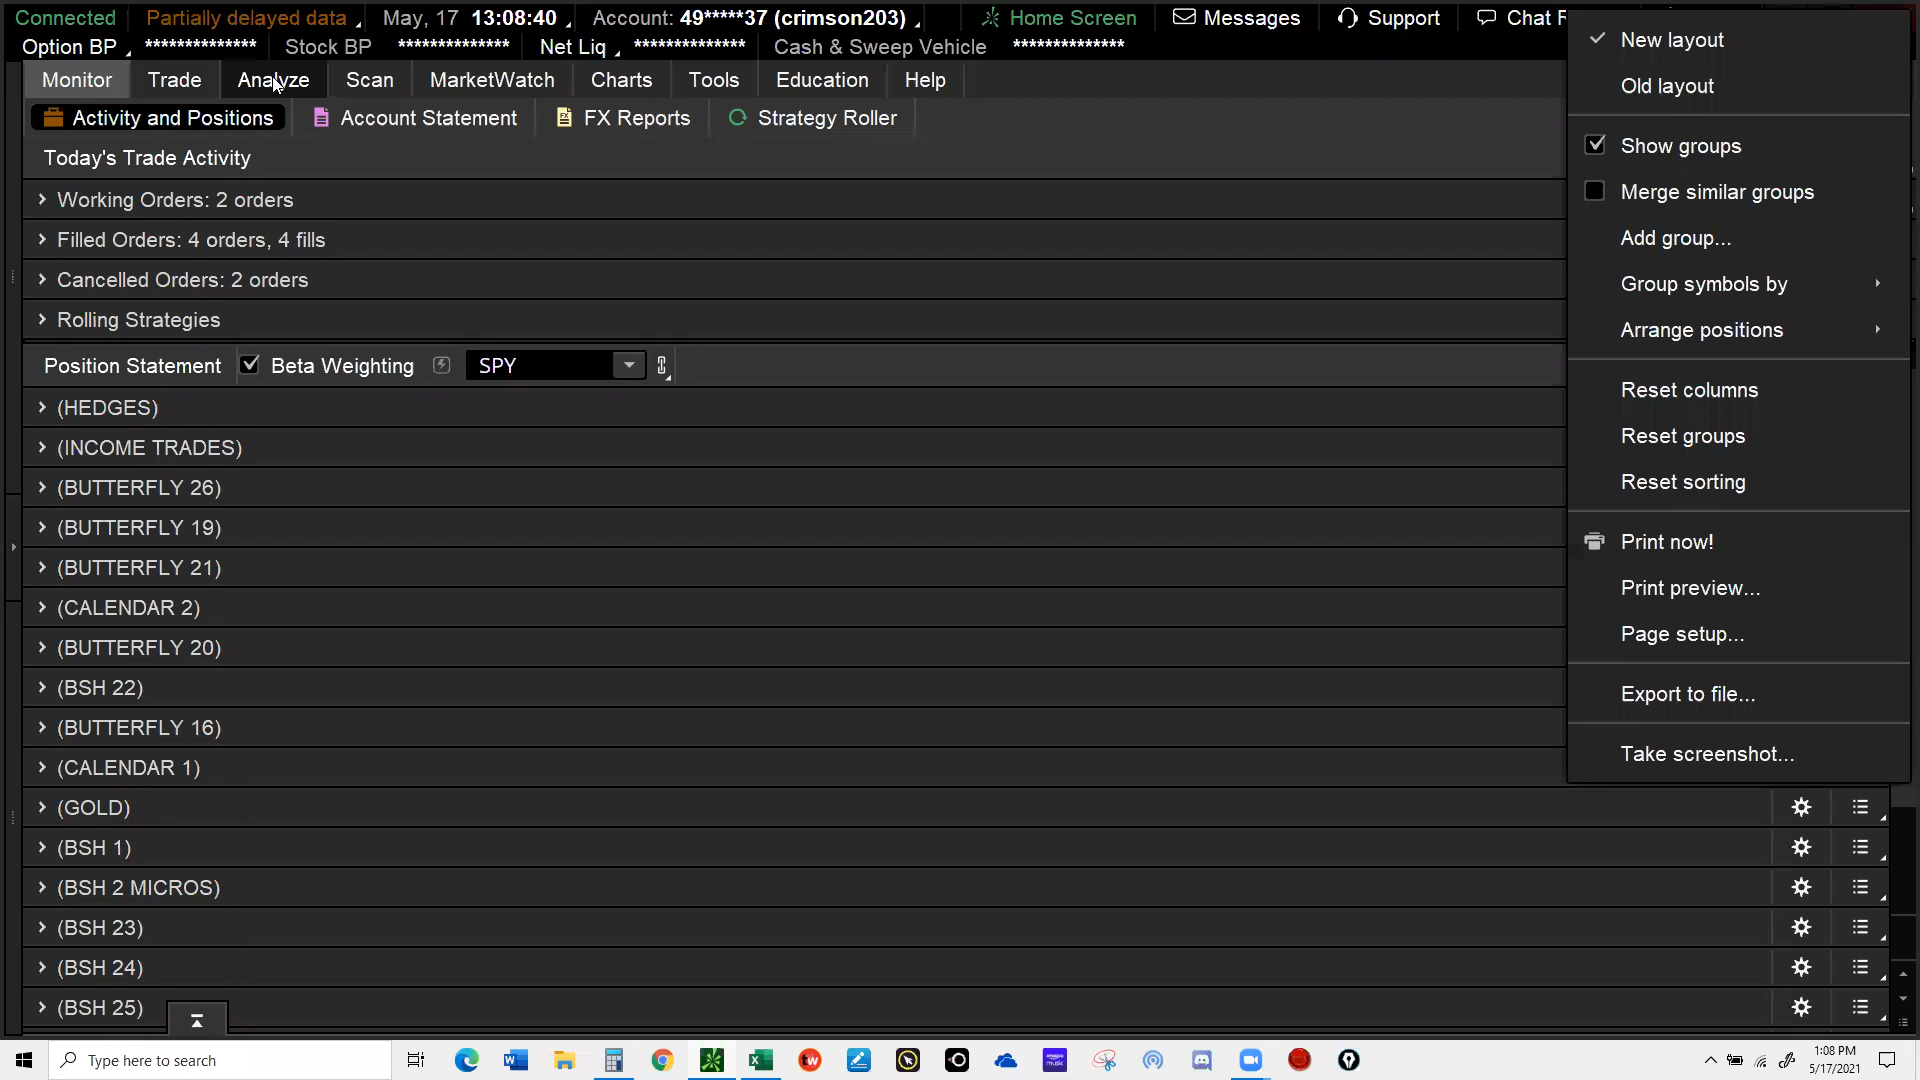 Connected Partially delayed data May, 17 13:08:40 Account: 49*****37 (crimson203) Home Screen Messages Support Chat R
Option BP ************** Stock BP ************** Net Liq ************** Cash & Sweep Vehicle **************
Monitor Trade Analyze Scan MarketWatch Charts Tools Education Help
Activity and Positions Account Statement FX Reports Strategy Roller
Today's Trade Activity
Working Orders: 2 orders
Filled Orders: 4 orders, 4 fills
Cancelled Orders: 2 orders
Rolling Strategies
Position Statement Beta Weighting SPY
(HEDGES)
(INCOME TRADES)
(BUTTERFLY 26)
(BUTTERFLY 19)
(BUTTERFLY 21)
(CALENDAR 2)
(BUTTERFLY 20)
(BSH 22)
(BUTTERFLY 16)
(CALENDAR 1)
(GOLD)
(BSH 1)
(BSH 2 MICROS)
(BSH 23)
(BSH 24)
(BSH 25)
New layout
Old layout
Show groups
Merge similar groups
Add group...
Group symbols by
Arrange positions
Reset columns
Reset groups
Reset sorting
Print now!
Print preview...
Page setup...
Export to file...
Take screenshot...
Type here to search
1:08 PM
5/17/2021